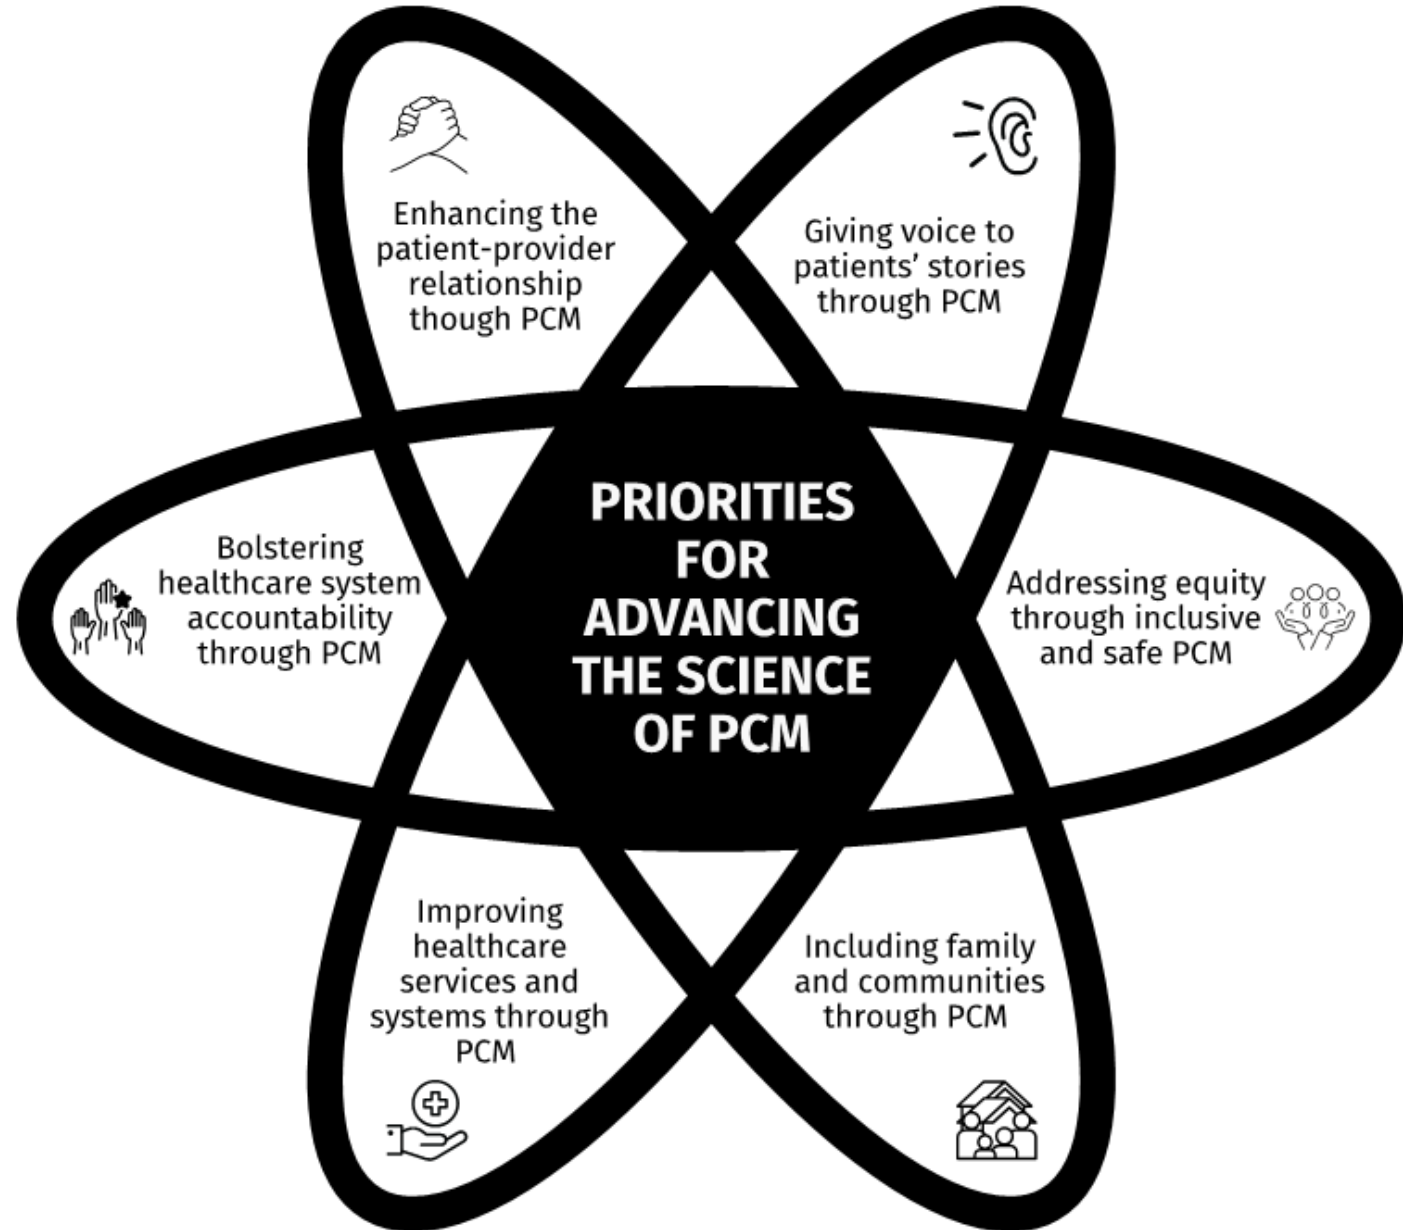 Enhancing the
patient-provider
relationship
though PCM
Giving voice to
patients’ stories
through PCM
Bolstering
healthcare system
accountability
through PCM
PRIORITIES
FOR
ADVANCING
THE SCIENCE
OF PCM
Addressing equity
through inclusive
and safe PCM
Improving
healthcare
services and
systems through
PCM
Including family
and communities
through PCM